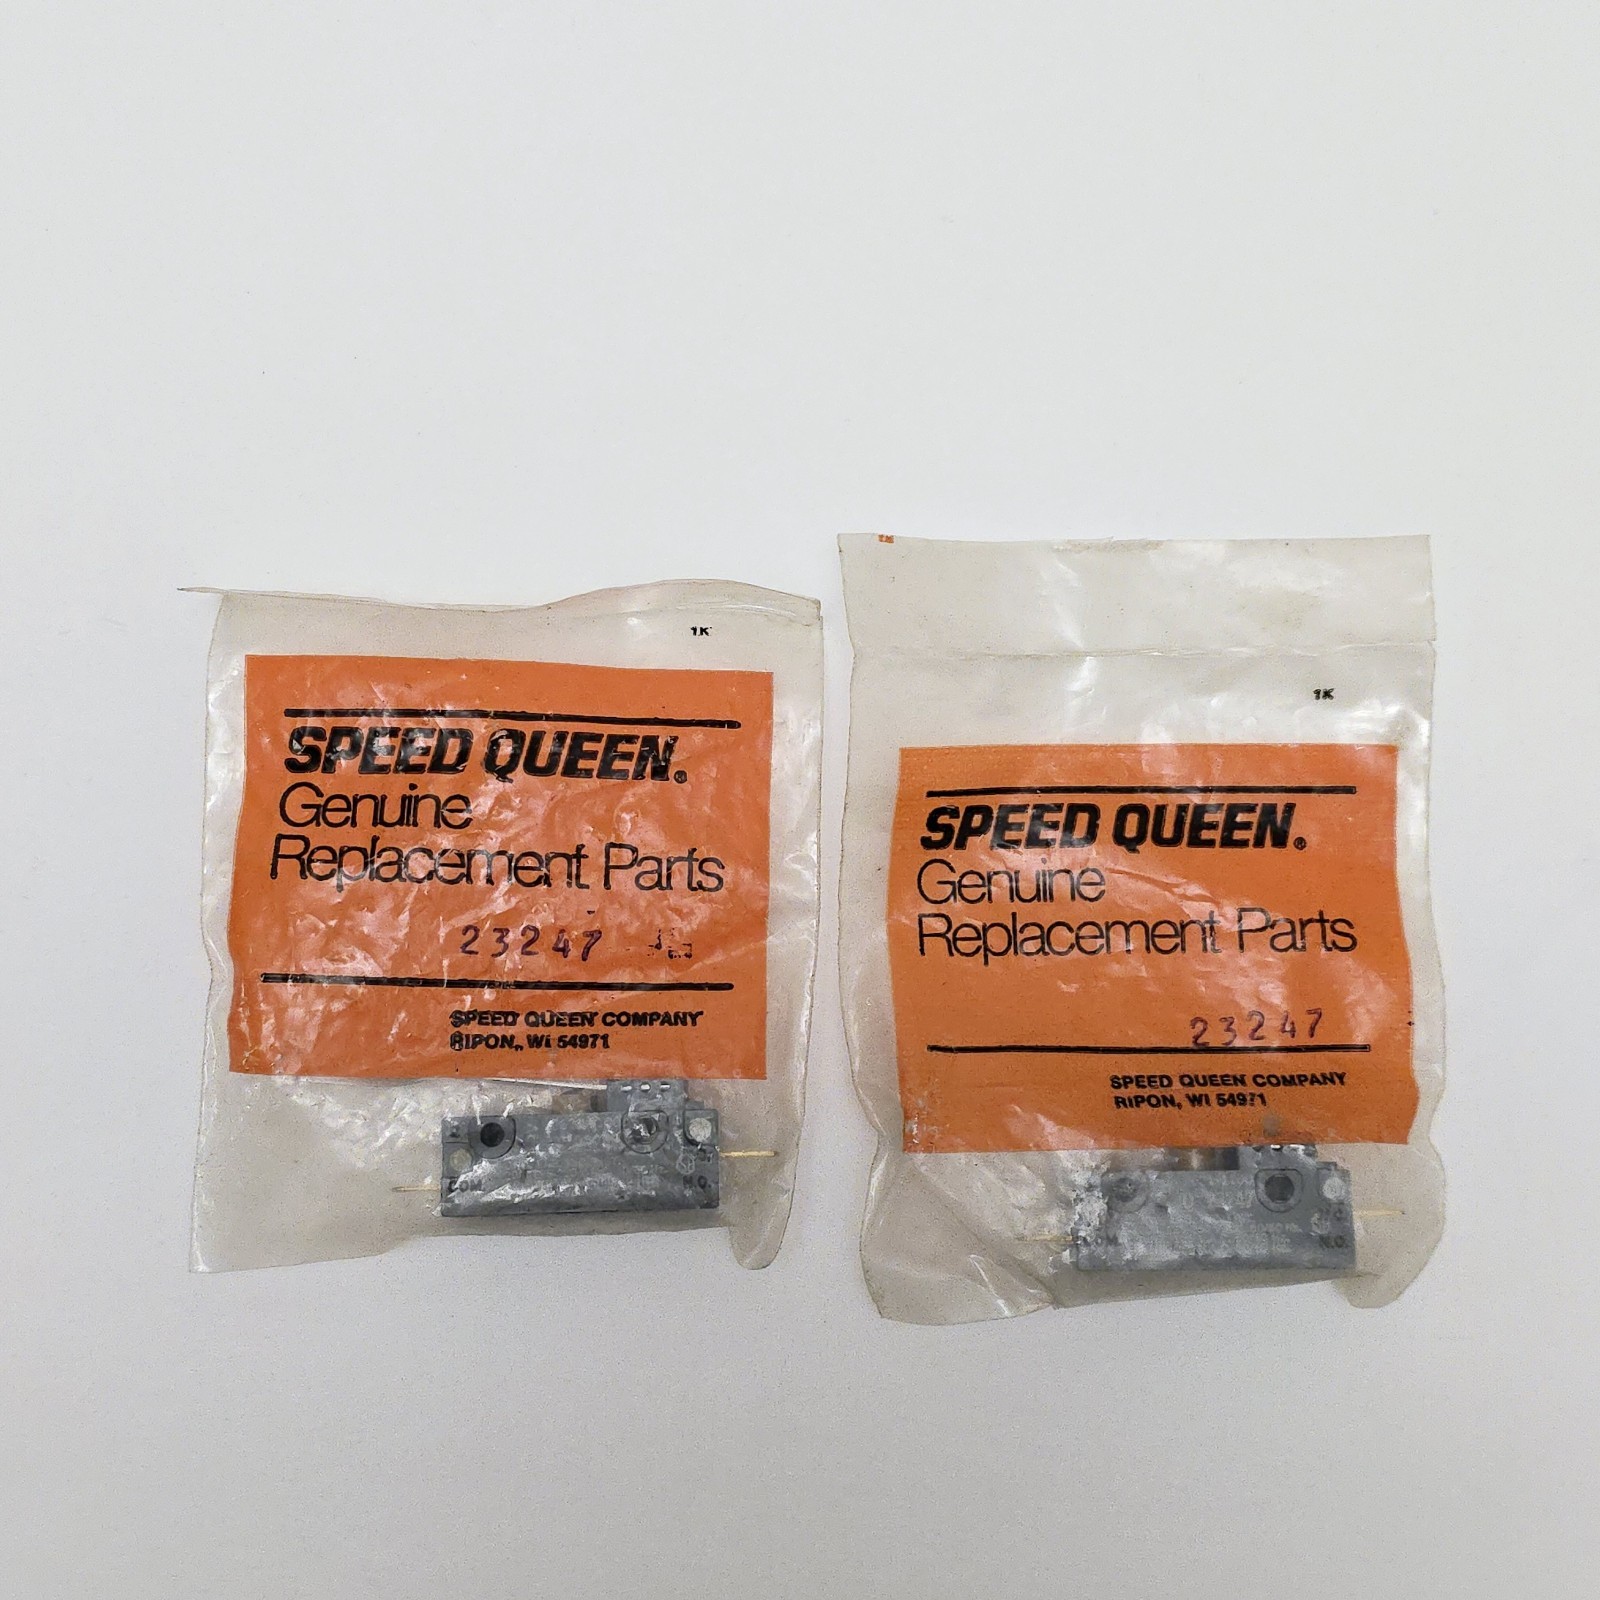 1K
SPEED QUEEN®
Genuine
Replacement Parts
23247
SPEED QUEEN COMPANY
RIPON, WI 54971
COM.
N.O.
1K
SPEED QUEEN®
Genuine
Replacement Parts
23247
SPEED QUEEN COMPANY
RIPON, WI 54971
COM.
N.O.